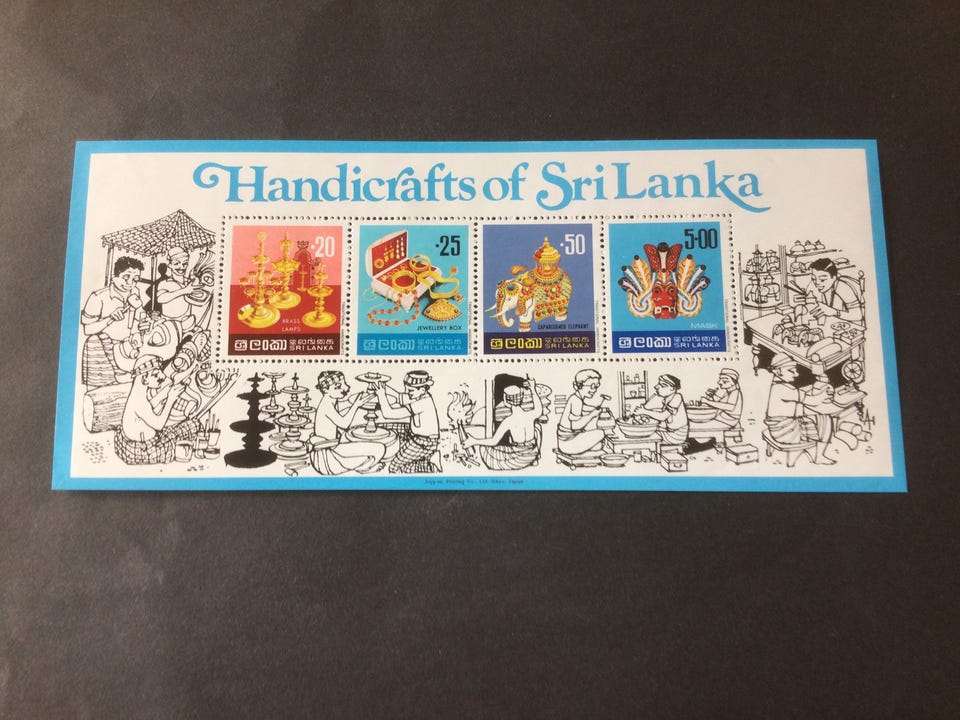 Handicrafts of Sri Lanka
.20
BRASS
LAMPS
ශ්‍රී ලංකා இலங்கை
SRI LANKA
.25
JEWELLERY BOX
ශ්‍රී ලංකා இலங்கை
SRI LANKA
.50
CAPARISONED ELEPHANT
ශ්‍රී ලංකා இலங்கை
SRI LANKA
5.00
MASK
ශ්‍රී ලංකා இலங்கை
SRI LANKA